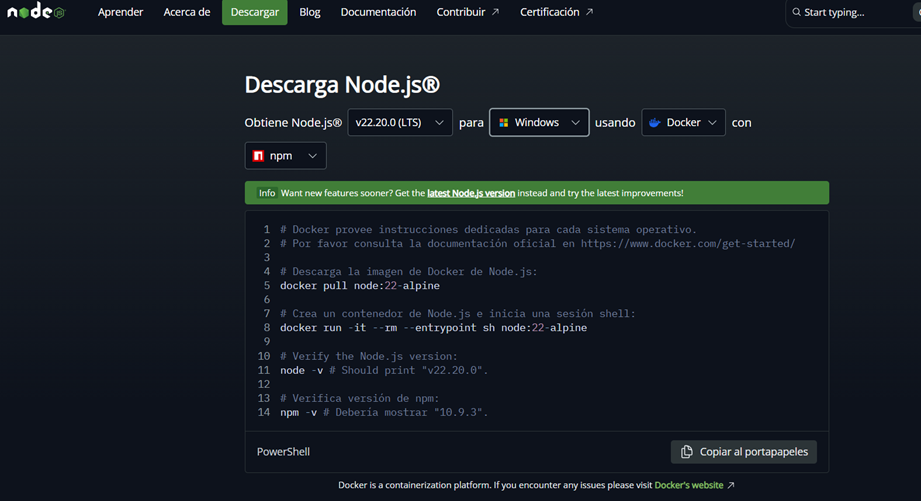 node
Aprender Acerca de Descargar Blog Documentación Contribuir ↗ Certificación ↗ Start typing...
Descarga Node.js®
Obtiene Node.js® v22.20.0 (LTS) para Windows usando Docker con
npm
Info Want new features sooner? Get the latest Node.js version instead and try the latest improvements!
1 # Docker provee instrucciones dedicadas para cada sistema operativo.
2 # Por favor consulta la documentación oficial en https://www.docker.com/get-started/
3
4 # Descarga la imagen de Docker de Node.js:
5 docker pull node:22-alpine
6
7 # Crea un contenedor de Node.js e inicia una sesión shell:
8 docker run -it --rm --entrypoint sh node:22-alpine
9
10 # Verify the Node.js version:
11 node -v # Should print "v22.20.0".
12
13 # Verifica versión de npm:
14 npm -v # Debería mostrar "10.9.3".
PowerShell Copiar al portapapeles
Docker is a containerization platform. If you encounter any issues please visit Docker's website ↗